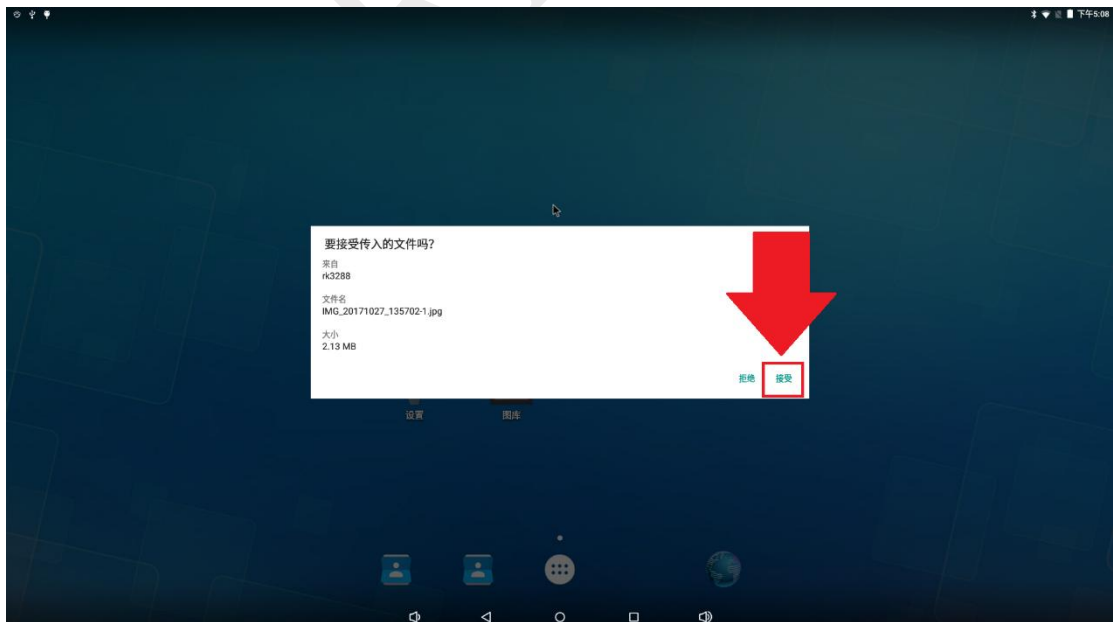 下午5:08
要接受传入的文件吗?
来自
rk3288
文件名
IMG_20171027_135702-1.jpg
大小
2.13 MB
拒绝 接受
设置 图库